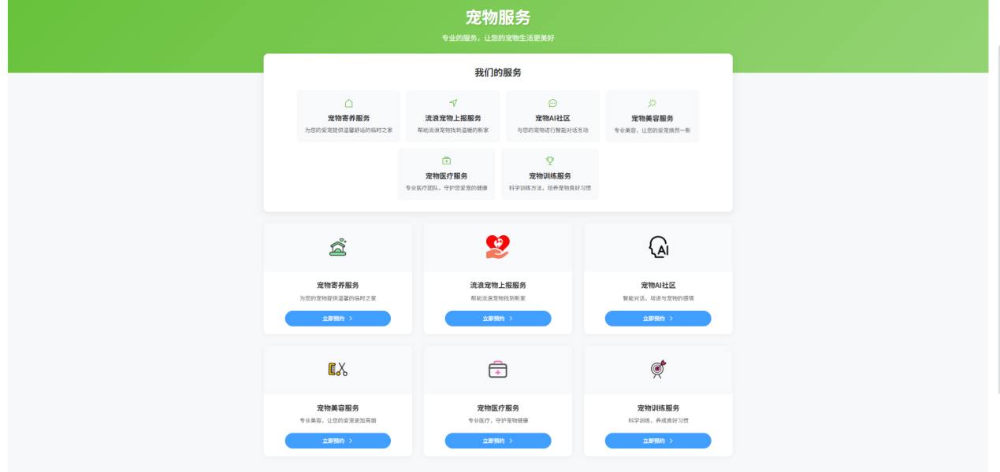 宠物服务
专业的服务，让您的宠物生活更美好
我们的服务
宠物寄养服务
为您的爱宠提供温馨舒适的临时之家
流浪宠物上报服务
帮助流浪宠物找到温暖的新家
宠物AI社区
与您的宠物进行智能对话互动
宠物美容服务
专业美容，让您的爱宠焕然一新
宠物医疗服务
专业医疗团队，守护您爱宠的健康
宠物训练服务
科学训练方法，培养宠物良好习惯
宠物寄养服务
为您的宠物提供温馨的临时之家
立即预约
流浪宠物上报服务
帮助流浪宠物找到新家
立即预约
AI
宠物AI社区
智能对话，增进与宠物的感情
立即预约
宠物美容服务
专业美容，让您的爱宠更加亮丽
立即预约
宠物医疗服务
专业医疗，守护宠物健康
立即预约
宠物训练服务
科学训练，养成良好习惯
立即预约